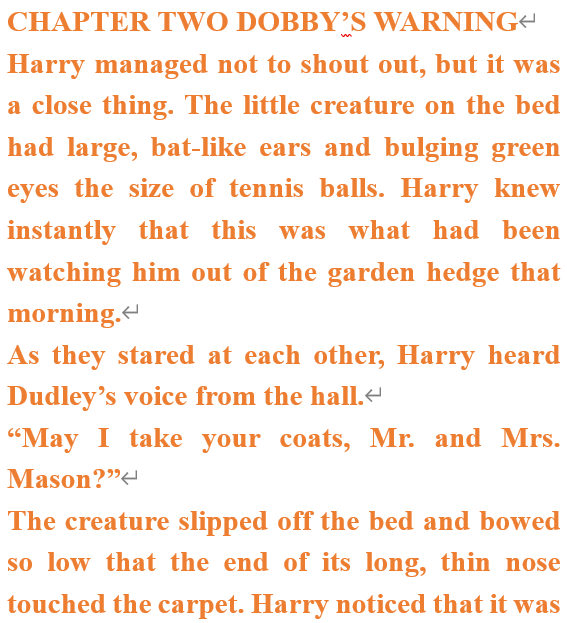 CHAPTER TWO DOBBY’S WARNING
Harry managed not to shout out, but it was
a close thing. The little creature on the bed
had large, bat-like ears and bulging green
eyes the size of tennis balls. Harry knew
instantly that this was what had been
watching him out of the garden hedge that
morning.
As they stared at each other, Harry heard
Dudley’s voice from the hall.
“May I take your coats, Mr. and Mrs.
Mason?”
The creature slipped off the bed and bowed
so low that the end of its long, thin nose
touched the carpet. Harry noticed that it was